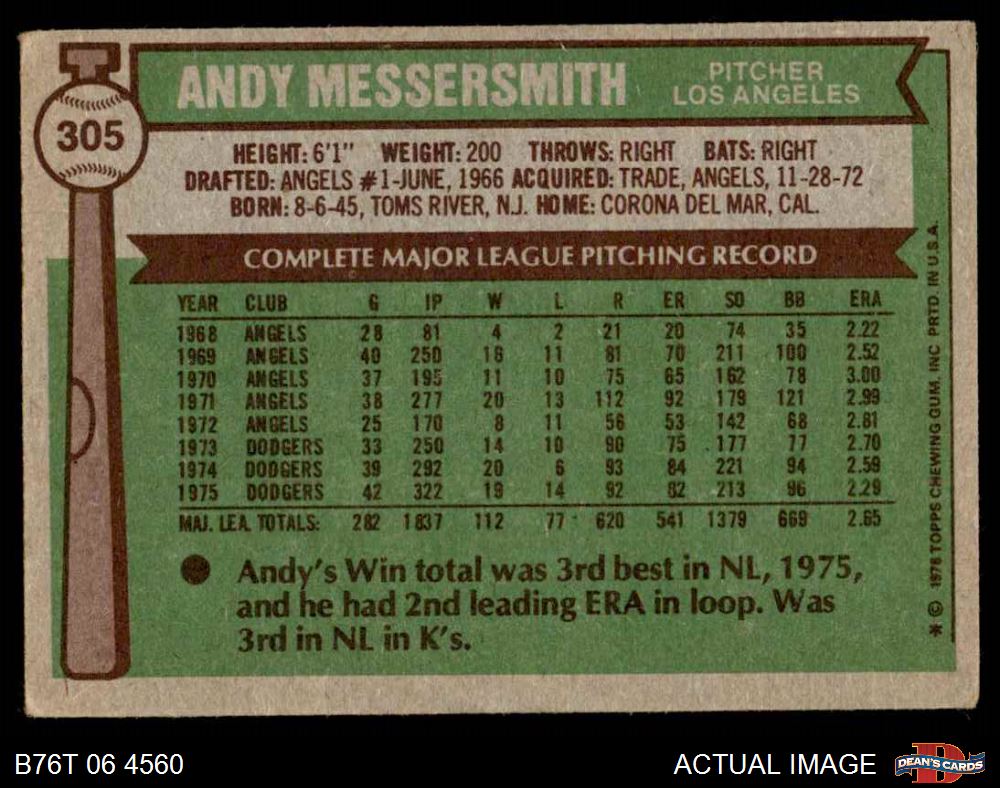 305
ANDY MESSERSMITH
PITCHER
LOS ANGELES
HEIGHT: 6'1" WEIGHT: 200 THROWS: RIGHT BATS: RIGHT
DRAFTED: ANGELS #1-JUNE, 1966 ACQUIRED: TRADE, ANGELS, 11-28-72
BORN: 8-6-45, TOMS RIVER, N.J. HOME: CORONA DEL MAR, CAL.
COMPLETE MAJOR LEAGUE PITCHING RECORD
YEAR CLUB G IP W L R ER SO BB ERA
1968 ANGELS 28 81 4 2 21 20 74 35 2.22
1969 ANGELS 40 250 16 11 81 70 211 100 2.52
1970 ANGELS 37 195 11 10 75 65 162 78 3.00
1971 ANGELS 38 277 20 13 112 92 179 121 2.99
1972 ANGELS 25 170 8 11 56 53 142 68 2.81
1973 DODGERS 33 250 14 10 90 75 177 77 2.70
1974 DODGERS 39 292 20 6 93 84 221 94 2.59
1975 DODGERS 42 322 19 14 92 82 213 96 2.29
MAJ. LEA. TOTALS: 282 1837 112 77 620 541 1379 669 2.65
● Andy's Win total was 3rd best in NL, 1975,
and he had 2nd leading ERA in loop. Was
3rd in NL in K's.
* © 1976 TOPPS CHEWING GUM, INC PRTD. IN U.S.A.
B76T 06 4560
ACTUAL IMAGE
DEAN'S CARDS